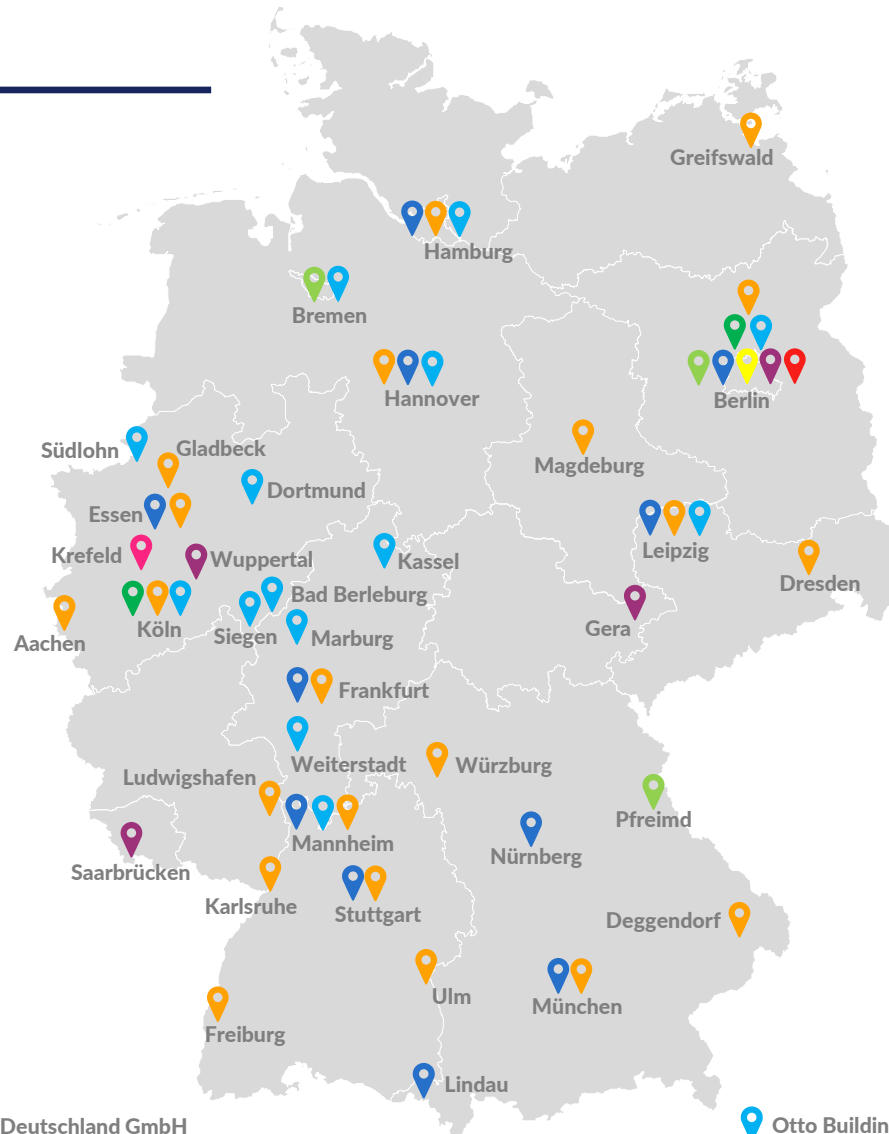 Greifswald
Hamburg
Bremen
Hannover
Berlin
Südlohn
Gladbeck
Magdeburg
Dortmund
Essen
Leipzig
Krefeld
Wuppertal
Kassel
Dresden
Bad Berleburg
Köln
Gera
Siegen
Marburg
Aachen
Frankfurt
Weiterstadt
Würzburg
Ludwigshafen
Pfreimd
Mannheim
Nürnberg
Saarbrücken
Karlsruhe
Stuttgart
Deggendorf
Ulm
München
Freiburg
Lindau
Deutschland GmbH
Otto Buildin